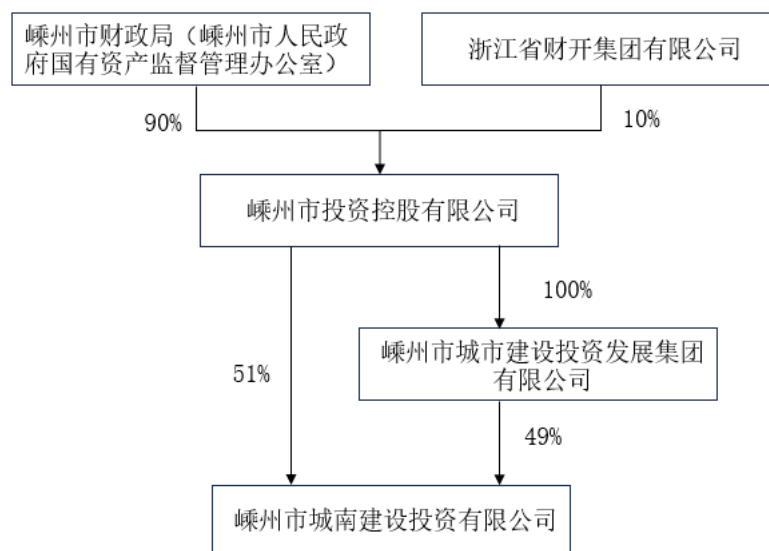 嵊州市财政局（嵊州市人民政
府国有资产监督管理办公室）
浙江省财开集团有限公司
90%
10%
嵊州市投资控股有限公司
100%
嵊州市城市建设投资发展集团
有限公司
51%
49%
嵊州市城南建设投资有限公司